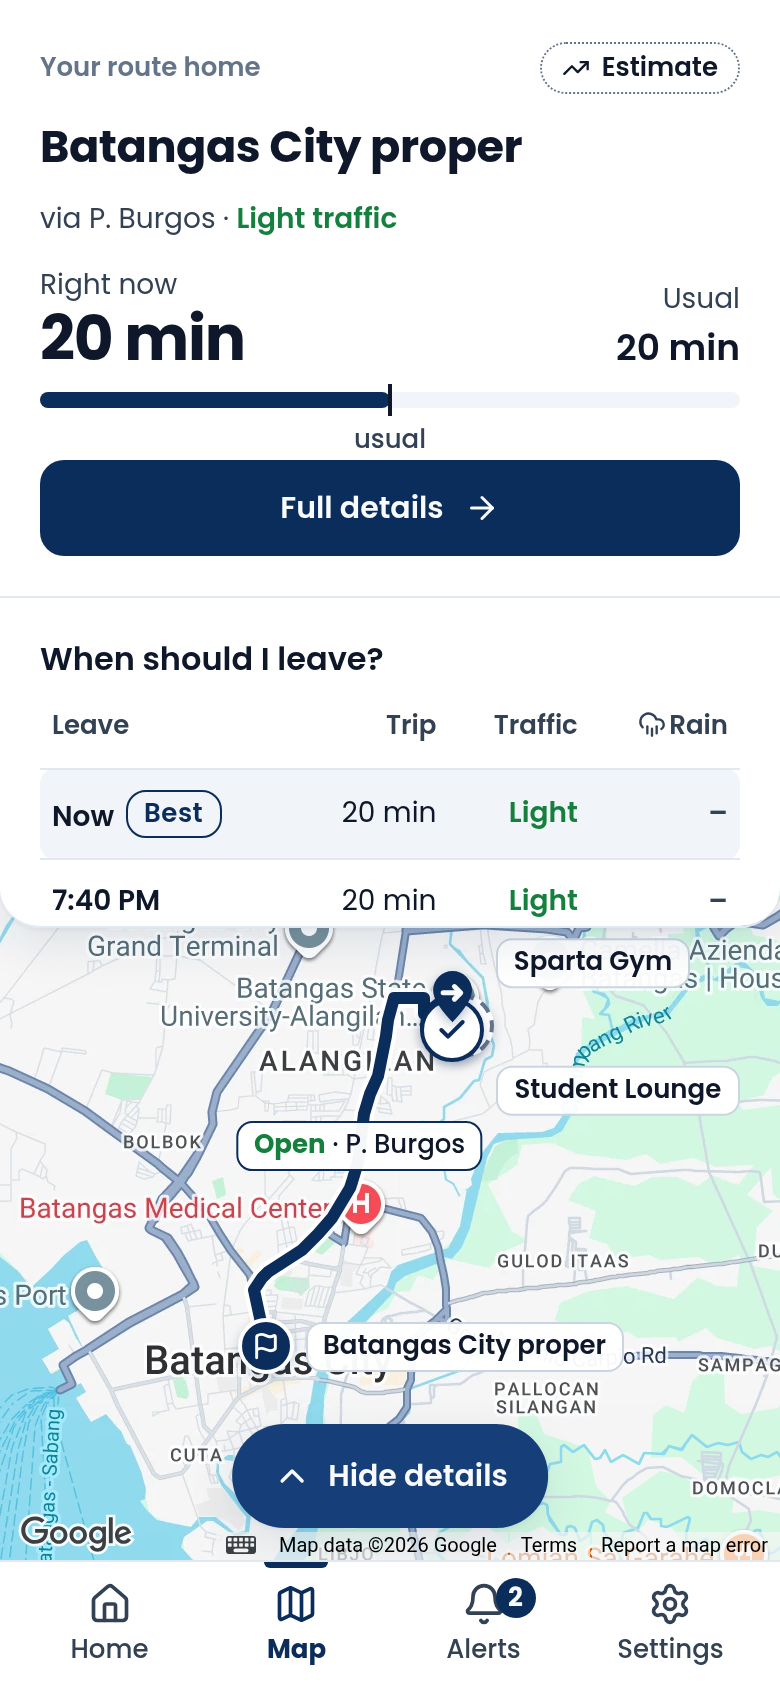 Your route home
Estimate
Batangas City proper
via P. Burgos · Light traffic
Right now
20 min
Usual
20 min
usual
Full details
When should I leave?
Leave Trip Traffic Rain
Now Best 20 min Light –
7:40 PM 20 min Light –
Grand Terminal
Sparta Gym
Batangas State
University-Alangilan...
ALANGILAN
Student Lounge
BOLBOK
Open · P. Burgos
Batangas Medical Center
H
GULOD ITAAS
s Port
Batangas City proper
Batangas City
PALLOCAN
SILANGAN
CUTA
Hide details
Google
Map data ©2026 Google Terms Report a map error
Home
Map
2
Alerts
Settings